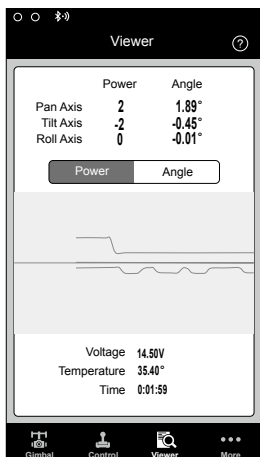 Viewer ?
Power Angle
Pan Axis 2 1.89°
Tilt Axis -2 -0.45°
Roll Axis 0 -0.01°
Power Angle
Voltage 14.50V
Temperature 35.40°
Time 0:01:59
Gimbal Control Viewer More